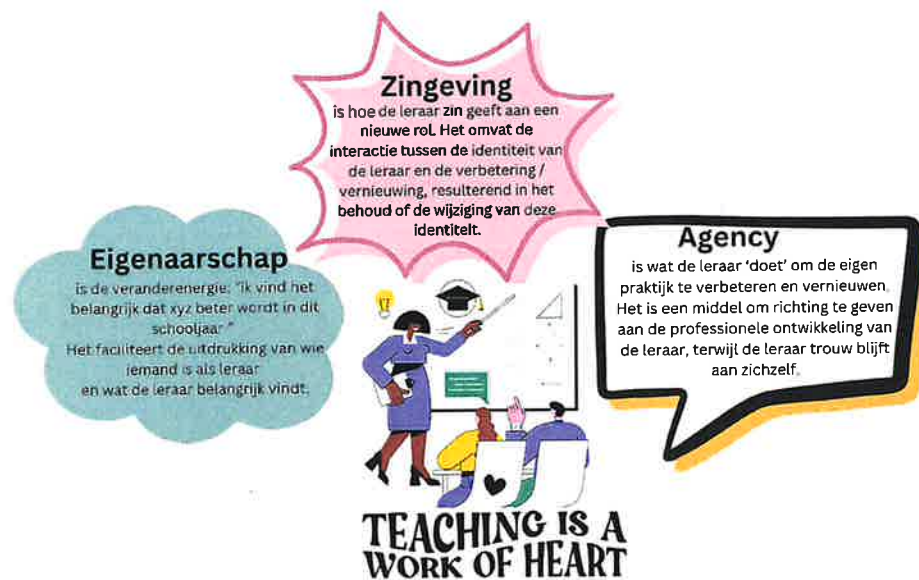 Zingeving
is hoe de leraar zin geeft aan een
nieuwe rol. Het omvat de
interactie tussen de identiteit van
de leraar en de verbetering /
vernieuwing, resulterend in het
behoud of de wijziging van deze
identitelt.
Eigenaarschap
is de veranderenergie: "ik vind het
belangrijk dat xyz beter wordt in dit
schooljaar."
Het faciliteert de uitdrukking van wie
iemand is als leraar
en wat de leraar belangrijk vindt.
Agency
is wat de leraar 'doet' om de eigen
praktijk te verbeteren en vernieuwen.
Het is een middel om richting te geven
aan de professionele ontwikkeling van
de leraar, terwijl de leraar trouw blijft
aan zichzelf.
TEACHING IS A
WORK OF HEART